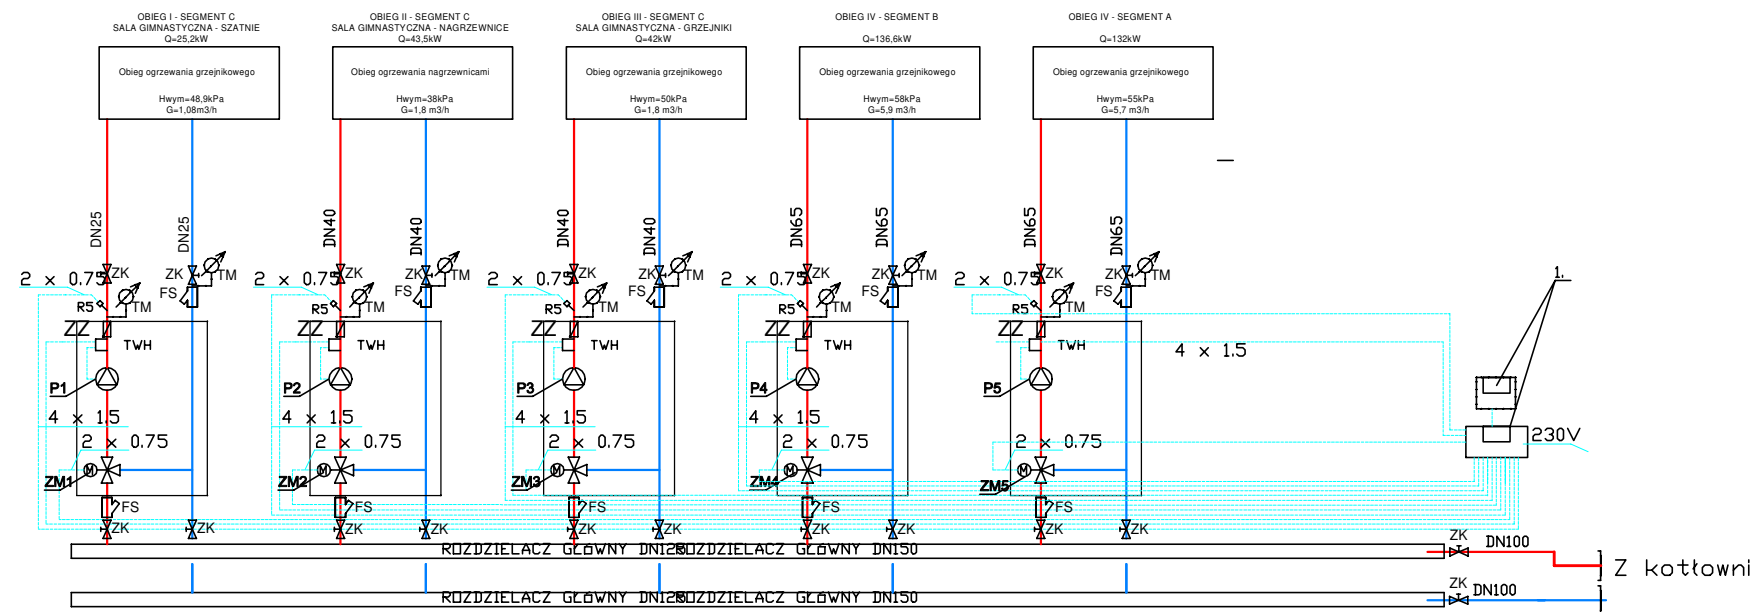 OBIEG I - SEGMENT C
SALA GIMNASTYCZNA - SZATNIE
Q=25,2kW
Obieg ogrzewania grzejnikowego
Hwym=48,9kPa
G=1,08m3/h
OBIEG II - SEGMENT C
SALA GIMNASTYCZNA - NAGRZEWNICE
Q=43,5kW
Obieg ogrzewania nagrzewnicami
Hwym=38kPa
G=1,8 m3/h
OBIEG III - SEGMENT C
SALA GIMNASTYCZNA - GRZEJNIKI
Q=42kW
Obieg ogrzewania grzejnikowego
Hwym=50kPa
G=1,8 m3/h
OBIEG IV - SEGMENT B
Q=136,6kW
Obieg ogrzewania grzejnikowego
Hwym=58kPa
G=5,9 m3/h
OBIEG IV - SEGMENT A
Q=132kW
Obieg ogrzewania grzejnikowego
Hwym=55kPa
G=5,7 m3/h
DN25
DN25
DN40
DN40
DN40
DN40
DN65
DN65
DN65
DN65
2 x 0.75
ZK
ZK
TM
FS
R5
TM
ZZ
TWH
P1
4 x 1.5
2 x 0.75
M
ZM1
FS
ZK
ZK
2 x 0.75
ZK
ZK
TM
FS
R5
TM
ZZ
TWH
P2
4 x 1.5
2 x 0.75
M
ZM2
FS
ZK
ZK
2 x 0.75
ZK
ZK
TM
FS
R5
TM
ZZ
TWH
P3
4 x 1.5
2 x 0.75
M
ZM3
FS
ZK
ZK
2 x 0.75
ZK
ZK
TM
FS
R5
TM
ZZ
TWH
P4
4 x 1.5
2 x 0.75
M
ZM4
FS
ZK
ZK
2 x 0.75
ZK
ZK
TM
FS
R5
TM
ZZ
TWH
P5
4 x 1.5
2 x 0.75
M
ZM5
FS
ZK
ZK
1.
230V
ROZDZIELACZ GŁÓWNY ROZDZIELACZ GŁÓWNY DN150
ZK
DN100
Z kotłowni
ROZDZIELACZ GŁÓWNY ROZDZIELACZ GŁÓWNY DN150
ZK
DN100